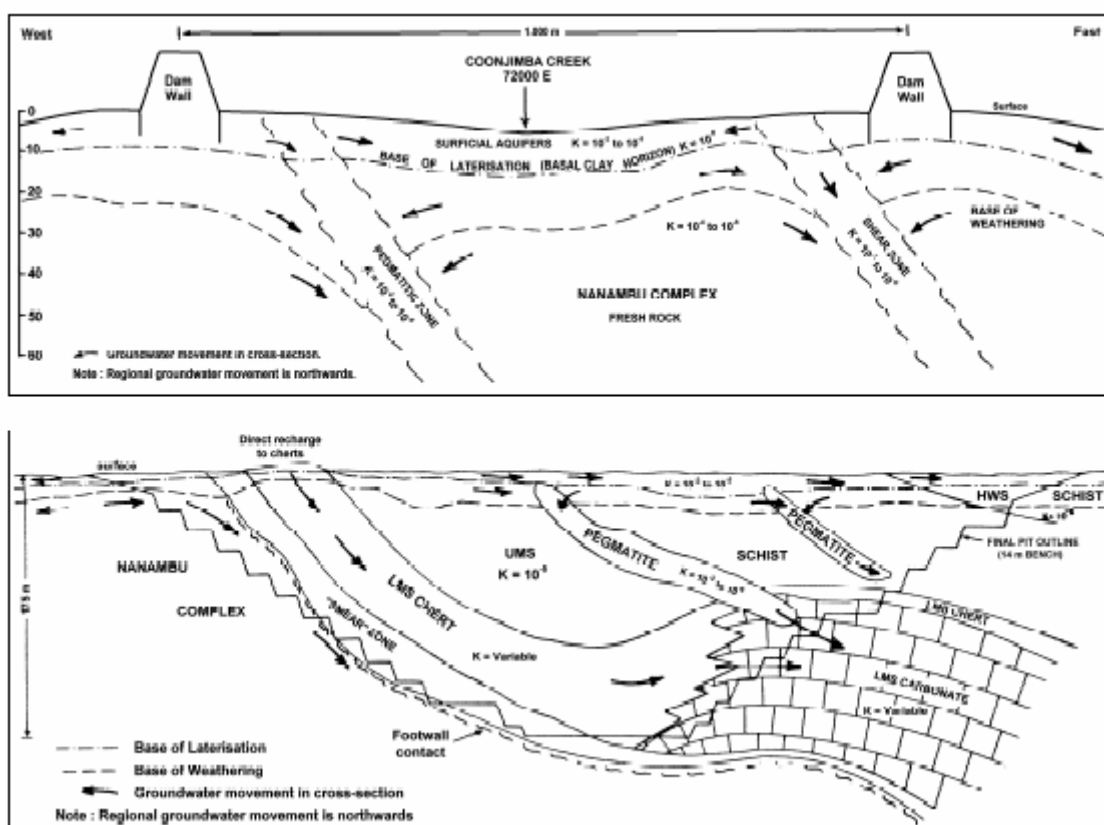 West
1,000 m
East
COONJIMBA CREEK
72000 E
Dam
Wall
Dam
Wall
Surface
0
10
20
30
40
50
60
SURFICIAL AQUIFERS
BASE OF LATERISATION (BASAL CLAY HORIZON)
BASE OF
WEATHERING
PEGMATITIC ZONE
SHEAR ZONE
NANAMBU COMPLEX
FRESH ROCK
Groundwater movement in cross-section.
Note : Regional groundwater movement is northwards.
Direct recharge
to cherts
Surface
HWS
SCHIST
FINAL PIT OUTLINE
(14 m BENCH)
NANAMBU
COMPLEX
UMS
SCHIST
PEGMATITE
PEGMATITE
LMS CHERT
LMS CHERT
K = Variable
LMS CARBONATE
K = Variable
Footwall
contact
Base of Laterisation
Base of Weathering
Groundwater movement in cross-section
Note : Regional groundwater movement is northwards